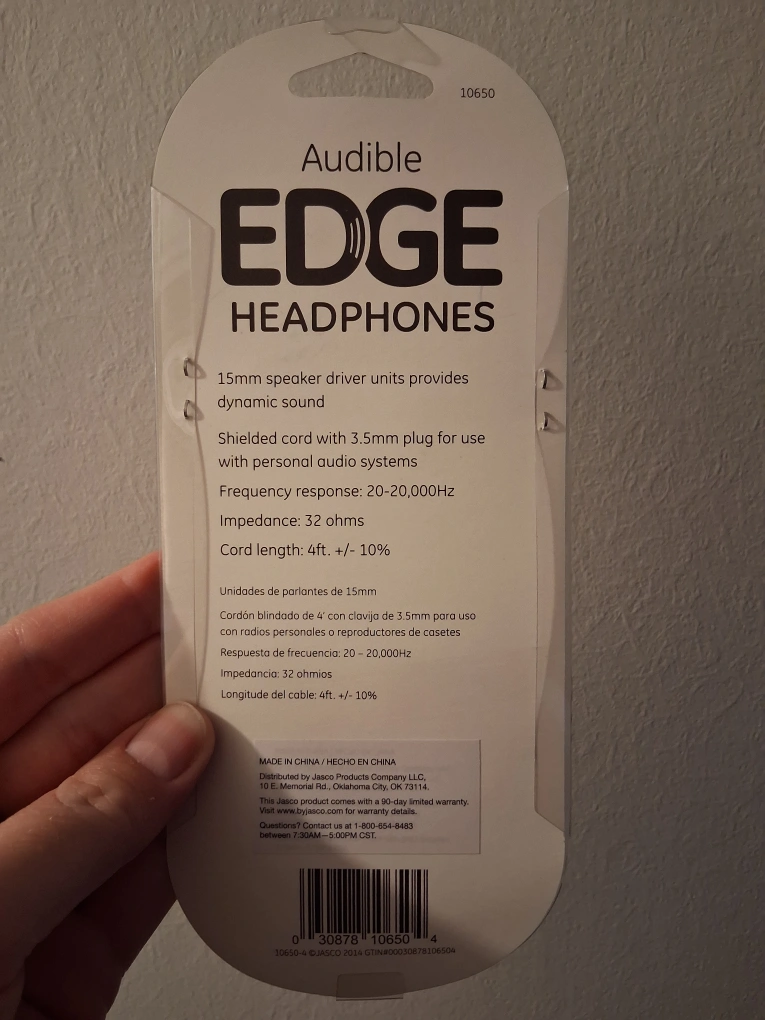 10650
Audible
EDGE
HEADPHONES
15mm speaker driver units provides
dynamic sound
Shielded cord with 3.5mm plug for use
with personal audio systems
Frequency response: 20-20,000Hz
Impedance: 32 ohms
Cord length: 4ft. +/- 10%
Unidades de parlantes de 15mm
Cordón blindado de 4' con clavija de 3.5mm para uso
con radios personales o reproductores de casetes
Respuesta de frecuencia: 20 – 20,000Hz
Impedancia: 32 ohmios
Longitude del cable: 4ft. +/- 10%
MADE IN CHINA / HECHO EN CHINA
Distributed by Jasco Products Company LLC,
10 E. Memorial Rd., Oklahoma City, OK 73114.
This Jasco product comes with a 90-day limited warranty.
Visit www.byjasco.com for warranty details.
Questions? Contact us at 1-800-654-8483
between 7:30AM—5:00PM CST.
0 30878 10650 4
10650-4 ©JASCO 2014 GTIN#00030878106504